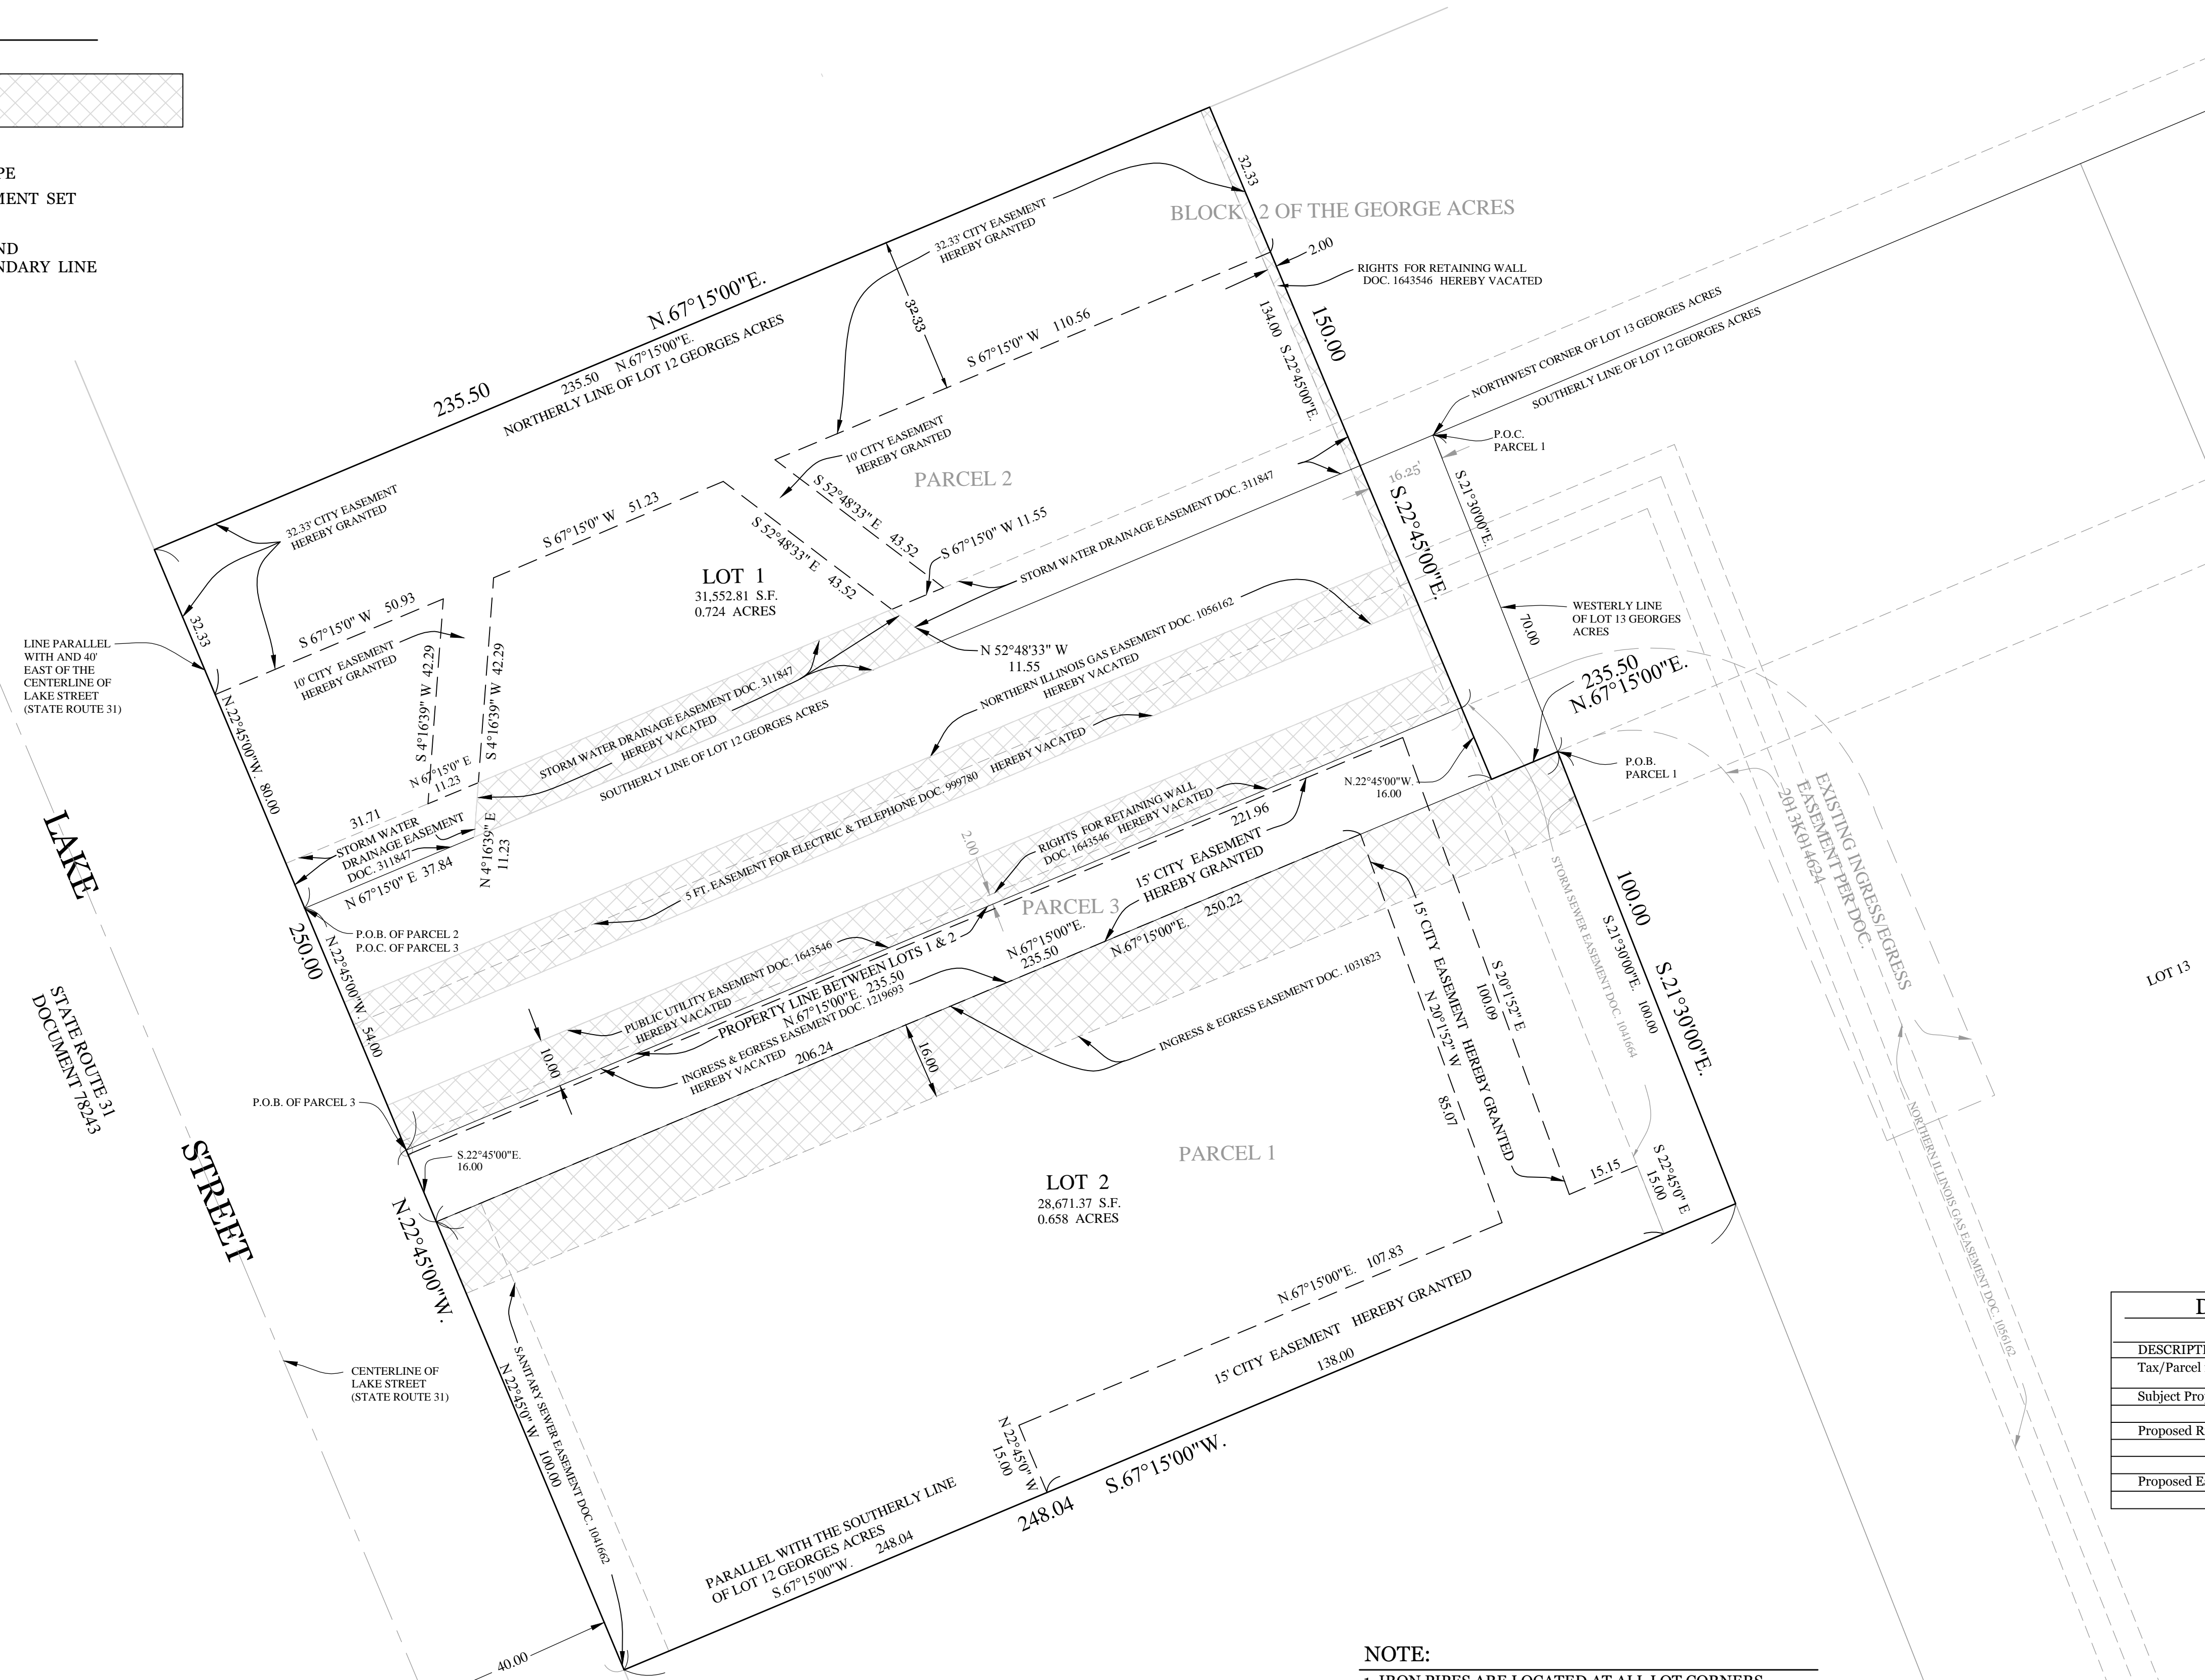 PE
MENT SET
ND
NDARY LINE
BLOCK 2 OF THE GEORGE ACRES
32.33
32.33' CITY EASEMENT
HEREBY GRANTED
2.00
RIGHTS FOR RETAINING WALL
DOC. 1643546 HEREBY VACATED
N.67°15'00"E.
235.50
235.50 N.67°15'00"E.
NORTHERLY LINE OF LOT 12 GEORGES ACRES
32.33
S 67°15'0" W 110.56
134.00 S.22°45'00"E.
150.00
NORTHWEST CORNER OF LOT 13 GEORGES ACRES
SOUTHERLY LINE OF LOT 12 GEORGES ACRES
P.O.C.
PARCEL 1
10' CITY EASEMENT
HEREBY GRANTED
PARCEL 2
S 52°48'33" E 43.52
16.25'
S.22°45'00"E.
S.21°30'00"E.
70.00
32.33' CITY EASEMENT
HEREBY GRANTED
S 67°15'0" W 51.23
S 52°48'33" E 43.52
S 67°15'0" W 11.55
STORM WATER DRAINAGE EASEMENT DOC. 311847
LOT 1
31,552.81 S.F.
0.724 ACRES
32.33
S 67°15'0" W 50.93
10' CITY EASEMENT
HEREBY GRANTED
LINE PARALLEL
WITH AND 40'
EAST OF THE
CENTERLINE OF
LAKE STREET
(STATE ROUTE 31)
N.22°45'00"W. 80.00
S 4°16'39" W 42.29
S 4°16'39" W 42.29
N 52°48'33" W
11.55
NORTHERN ILLINOIS GAS EASEMENT DOC. 1056162
HEREBY VACATED
WESTERLY LINE
OF LOT 13 GEORGES
ACRES
235.50
N.67°15'00"E.
STORM WATER DRAINAGE EASEMENT DOC. 311847
HEREBY VACATED
SOUTHERLY LINE OF LOT 12 GEORGES ACRES
N 67°15'0" E
11.23
31.71
STORM WATER
DRAINAGE EASEMENT
DOC. 311847
N 67°15'0" E 37.84
N 4°16'39" E
11.23
5 FT. EASEMENT FOR ELECTRIC & TELEPHONE DOC. 999780 HEREBY VACATED
P.O.B.
PARCEL 1
N.22°45'00"W.
16.00
2.00
RIGHTS FOR RETAINING WALL
DOC. 1643546 HEREBY VACATED
221.96
15' CITY EASEMENT
HEREBY GRANTED
LAKE
STREET
P.O.B. OF PARCEL 2
P.O.C. OF PARCEL 3
250.00
N.22°45'00"W. 54.00
PARCEL 3
N.67°15'00"E.
235.50
N.67°15'00"E. 250.22
PUBLIC UTILITY EASEMENT DOC. 1643546
HEREBY VACATED
PROPERTY LINE BETWEEN LOTS 1 & 2
N.67°15'00"E. 235.50
INGRESS & EGRESS EASEMENT DOC. 1219693
HEREBY VACATED
206.24
10.00
16.00
INGRESS & EGRESS EASEMENT DOC. 1031823
15' CITY EASEMENT HEREBY GRANTED
N 20°1'52" W 85.07
S 20°1'52" E
100.09
STORM SEWER EASEMENT DOC. 1041664
100.00
S.21°30'00"E. 100.00
S.21°30'00"E.
EXISTING INGRESS/EGRESS
EASEMENT PER DOC.
2013K014624
LOT 13
STATE ROUTE 31
DOCUMENT 78243
P.O.B. OF PARCEL 3
S.22°45'00"E.
16.00
N.22°45'00"W.
PARCEL 1
LOT 2
28,671.37 S.F.
0.658 ACRES
15.15
S 22°45'0" E
15.00
NORTHERN ILLINOIS GAS EASEMENT DOC. 1056162
N.67°15'00"E. 107.83
15' CITY EASEMENT HEREBY GRANTED
138.00
CENTERLINE OF
LAKE STREET
(STATE ROUTE 31)
SANITARY SEWER EASEMENT DOC. 1041662
N 22°45'0" W 100.00
N 22°45'0" W
15.00
248.04 S.67°15'00"W.
PARALLEL WITH THE SOUTHERLY LINE
OF LOT 12 GEORGES ACRES
S.67°15'00"W. 248.04
40.00
D
DESCRIPTI
Tax/Parcel
Subject Pro
Proposed R
Proposed E
NOTE:
1. IRON PIPES ARE LOCATED AT ALL LOT CORNERS